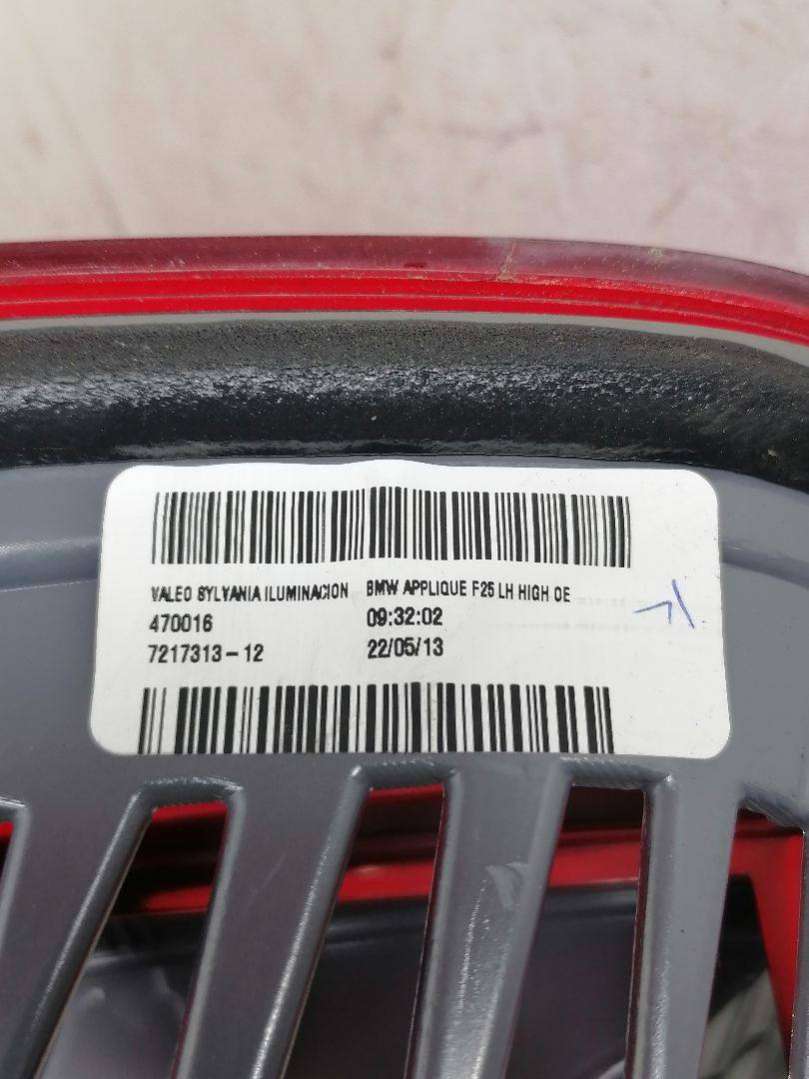 VALEO SYLVANIA ILUMINACION BMW APPLIQUE F25 LH HIGH OE
470016 09:32:02
7217313-12 22/05/13